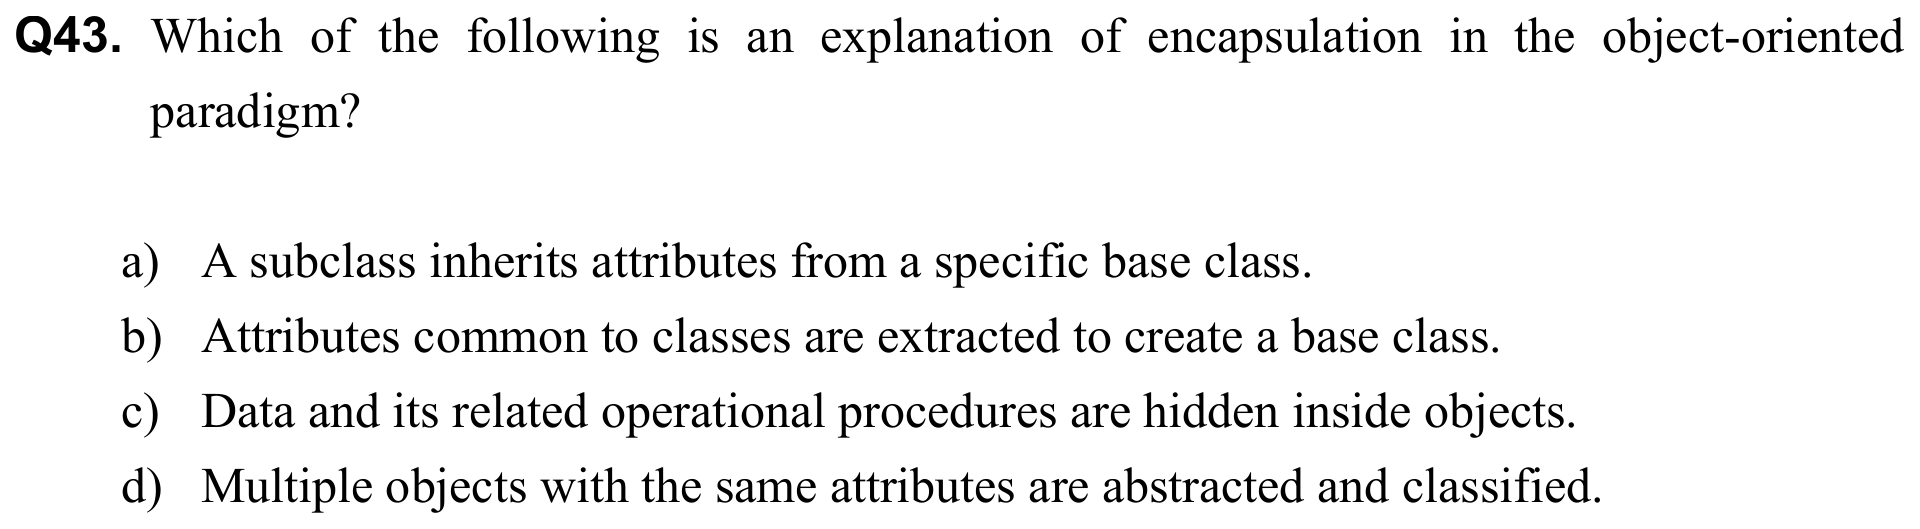 Q43. Which of the following is an explanation of encapsulation in the object-oriented
paradigm?
a) A subclass inherits attributes from a specific base class.
b) Attributes common to classes are extracted to create a base class.
c) Data and its related operational procedures are hidden inside objects.
d) Multiple objects with the same attributes are abstracted and classified.